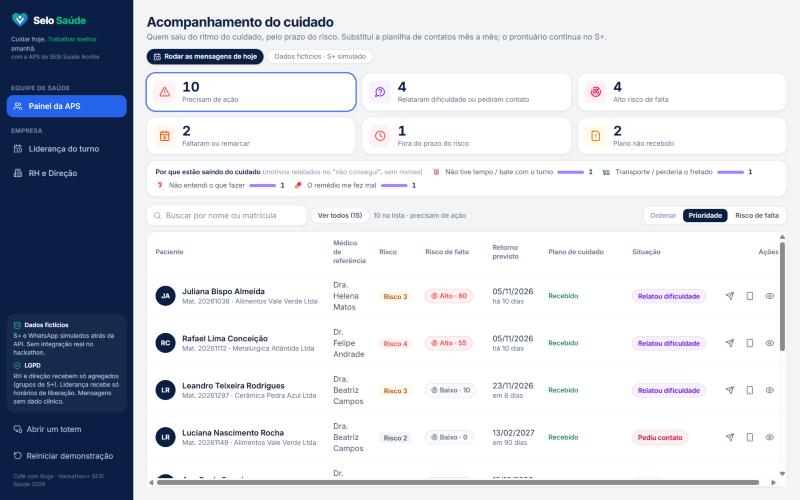 Selo Saúde
Cuidar hoje. Trabalhar melhor
amanhã.
com a APS do SESI Saúde Acolhe
EQUIPE DE SAÚDE
Painel da APS
EMPRESA
Liderança do turno
RH e Direção
Dados fictícios
S+ e WhatsApp simulados atrás da
API. Sem integração real no
hackathon.
LGPD
RH e direção recebem só agregados
(grupos de 5+). Liderança recebe só
horários de liberação. Mensagens
sem dado clínico.
Abrir um totem
Reiniciar demonstração
Café com Bugs · Hackathon+ SESI
Saúde 2026
Acompanhamento do cuidado
Quem saiu do ritmo do cuidado, pelo prazo do risco. Substitui a planilha de contatos mês a mês; o prontuário continua no S+.
Rodar as mensagens de hoje
Dados fictícios · S+ simulado
10
Precisam de ação
4
Relataram dificuldade ou pediram contato
4
Alto risco de falta
2
Faltaram ou remarcar
1
Fora do prazo do risco
2
Plano não recebido
Por que estão saindo do cuidado (motivos relatados no "não consegui", sem nomes) Não tive tempo / bate com o turno 1 Transporte / perderia o fretado 1
Não entendi o que fazer 1 O remédio me fez mal 1
Buscar por nome ou matrícula
Ver todos (15)
10 na lista · precisam de ação
Ordenar Prioridade Risco de falta
Paciente
Médico
de
referência
Risco
Risco de falta
Retorno
previsto
Plano de cuidado
Situação
Ações
JA
Juliana Bispo Almeida
Mat. 20261038 · Alimentos Vale Verde Ltda
Dra.
Helena
Matos
Risco 3
Alto · 60
05/11/2026
há 10 dias
Recebido
Relatou dificuldade
RC
Rafael Lima Conceição
Mat. 20261112 · Metalúrgica Atlântida Ltda
Dr.
Felipe
Andrade
Risco 4
Alto · 55
05/11/2026
há 10 dias
Recebido
Relatou dificuldade
LR
Leandro Teixeira Rodrigues
Mat. 20261297 · Cerâmica Pedra Azul Ltda
Dra.
Beatriz
Campos
Risco 3
Baixo · 10
23/11/2026
em 8 dias
Recebido
Relatou dificuldade
LR
Luciana Nascimento Rocha
Mat. 20261149 · Alimentos Vale Verde Ltda
Dra.
Beatriz
Campos
Risco 2
Baixo · 0
13/02/2027
em 90 dias
Recebido
Pediu contato
Dr.